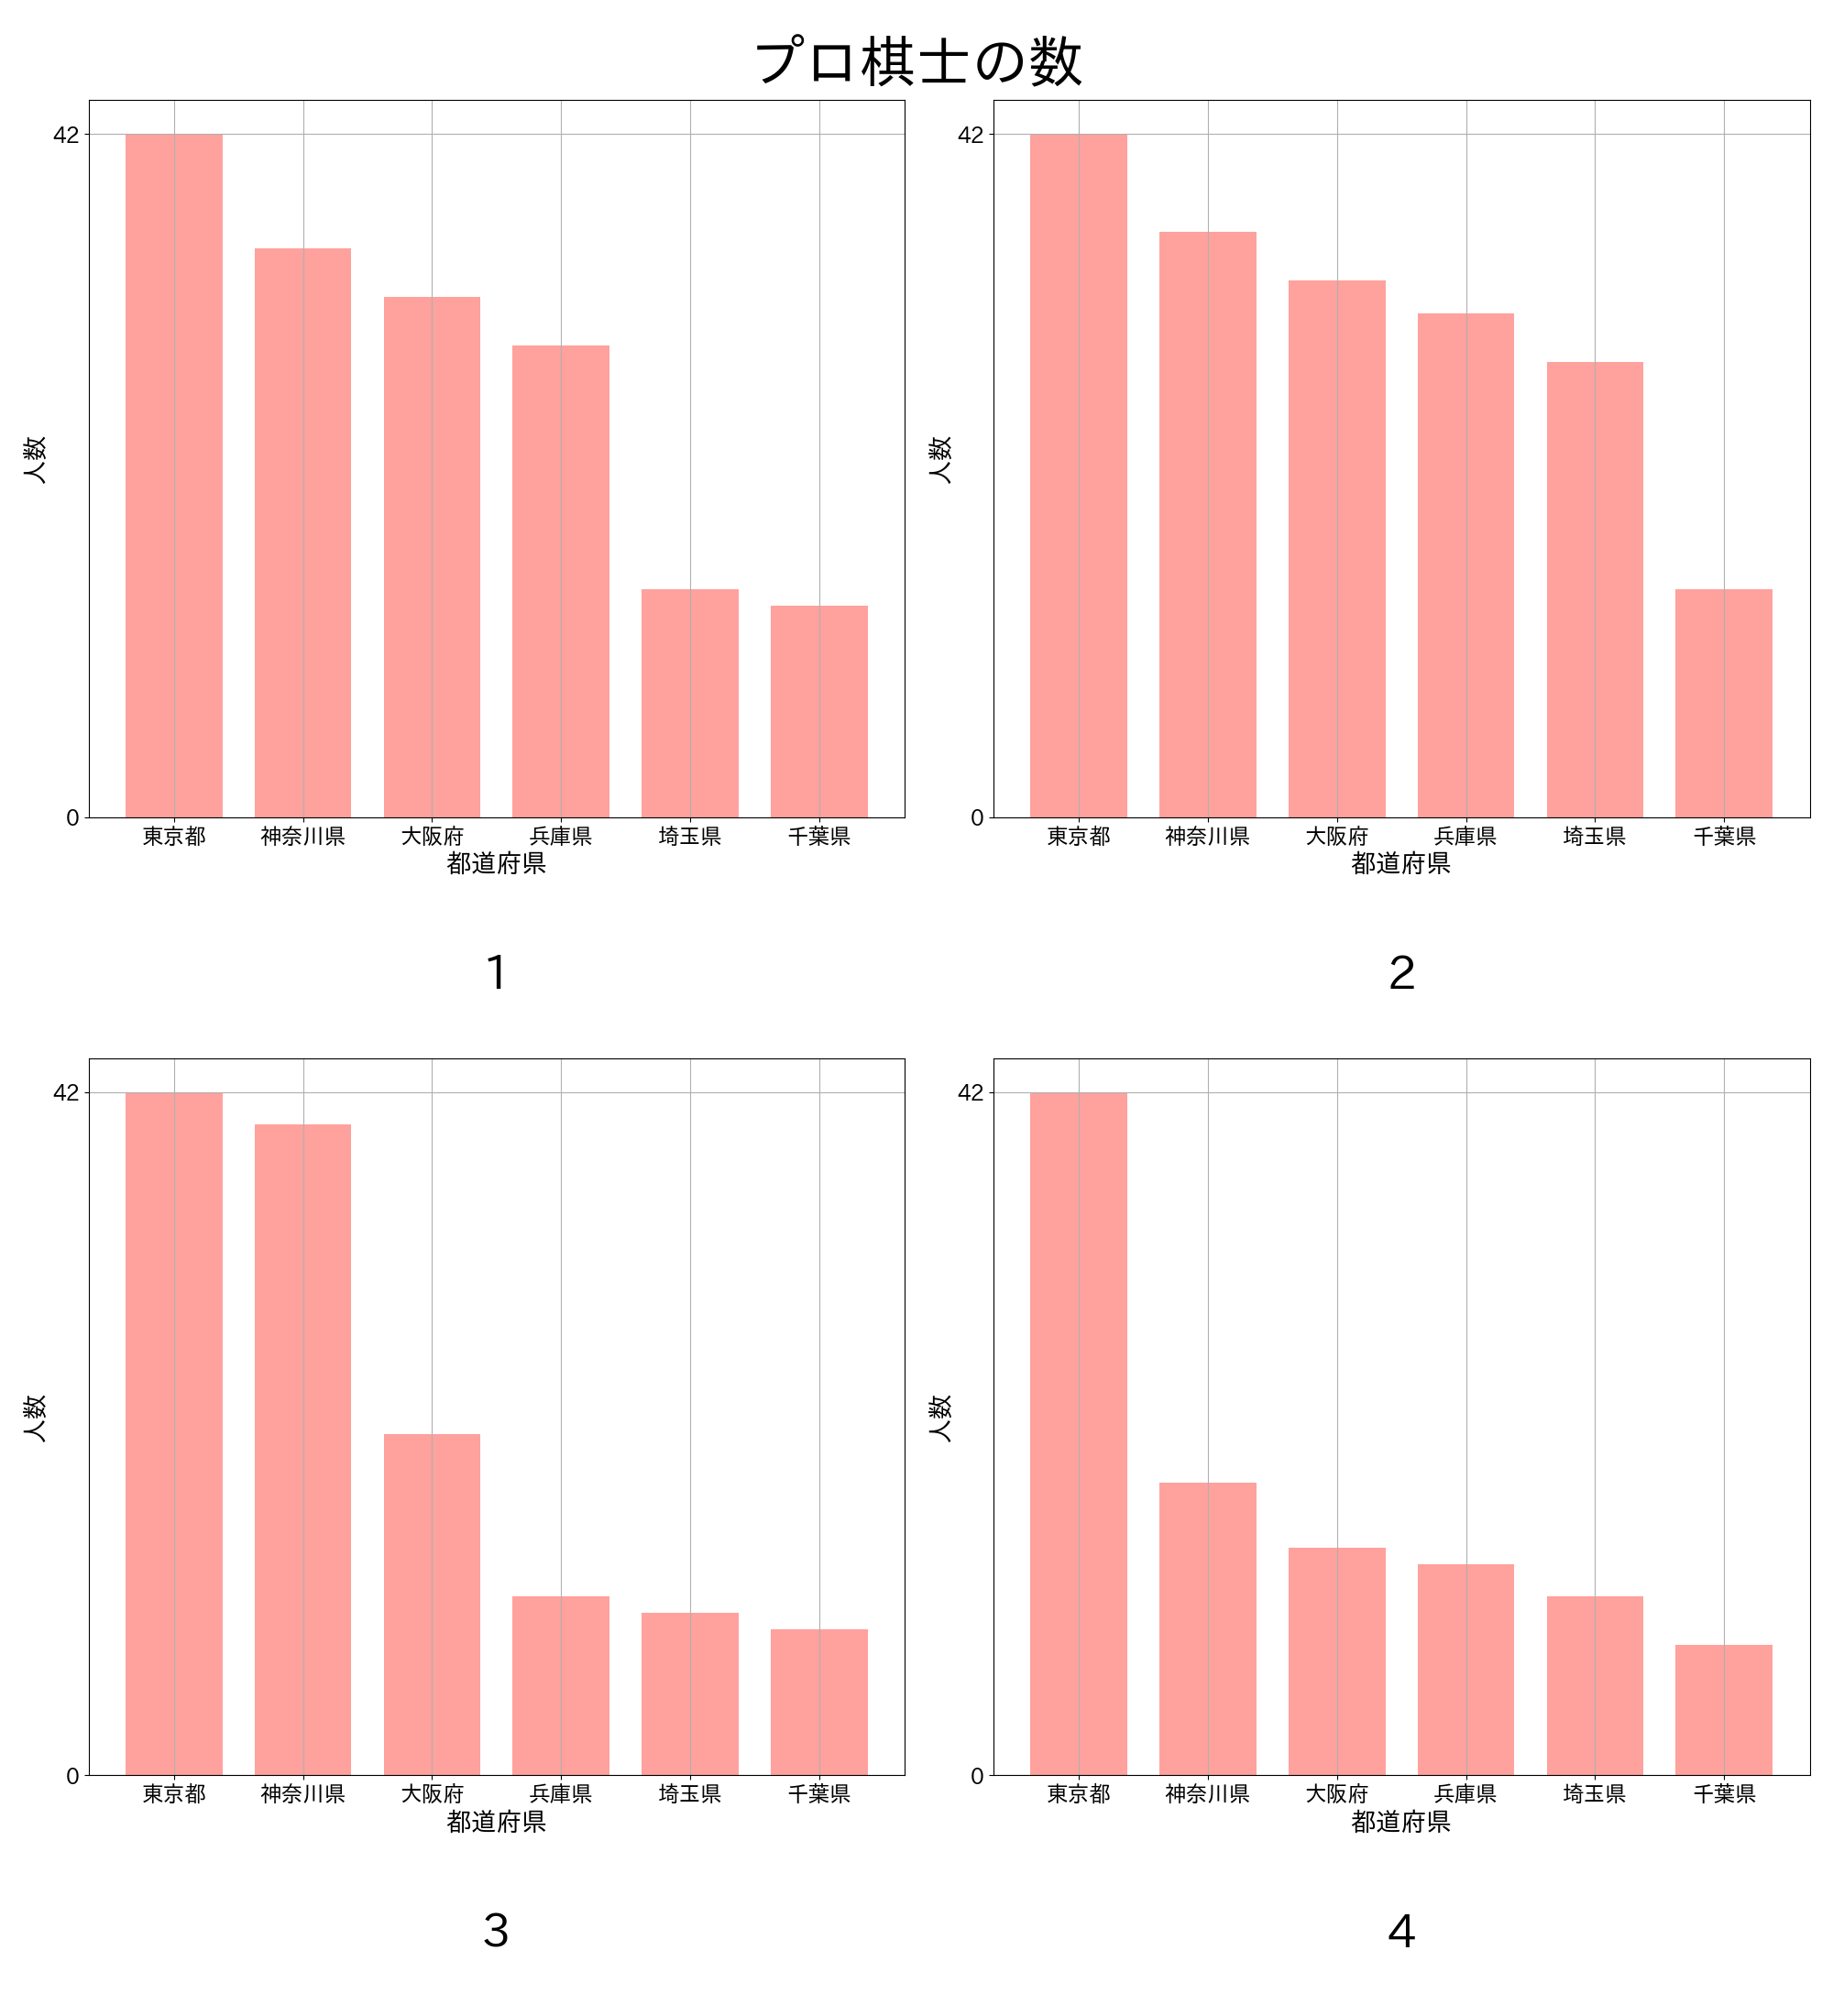 プロ棋士の数
42
0
人数
東京都 神奈川県 大阪府 兵庫県 埼玉県 千葉県
都道府県
1
42
0
人数
東京都 神奈川県 大阪府 兵庫県 埼玉県 千葉県
都道府県
2
42
0
人数
東京都 神奈川県 大阪府 兵庫県 埼玉県 千葉県
都道府県
3
42
0
人数
東京都 神奈川県 大阪府 兵庫県 埼玉県 千葉県
都道府県
4